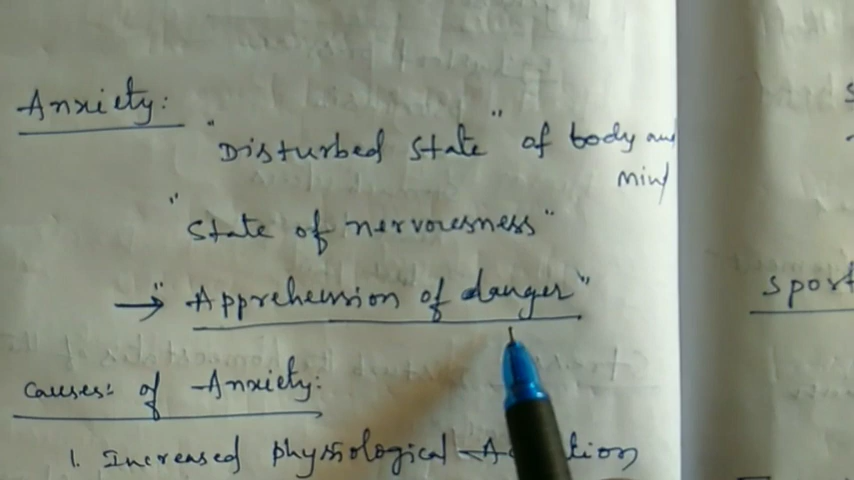 Anxiety:
"Disturbed state" of body and
mind
"State of nervousness"
→ "Apprehension of danger"
Causes: of Anxiety:
1. Increased physiological
sport